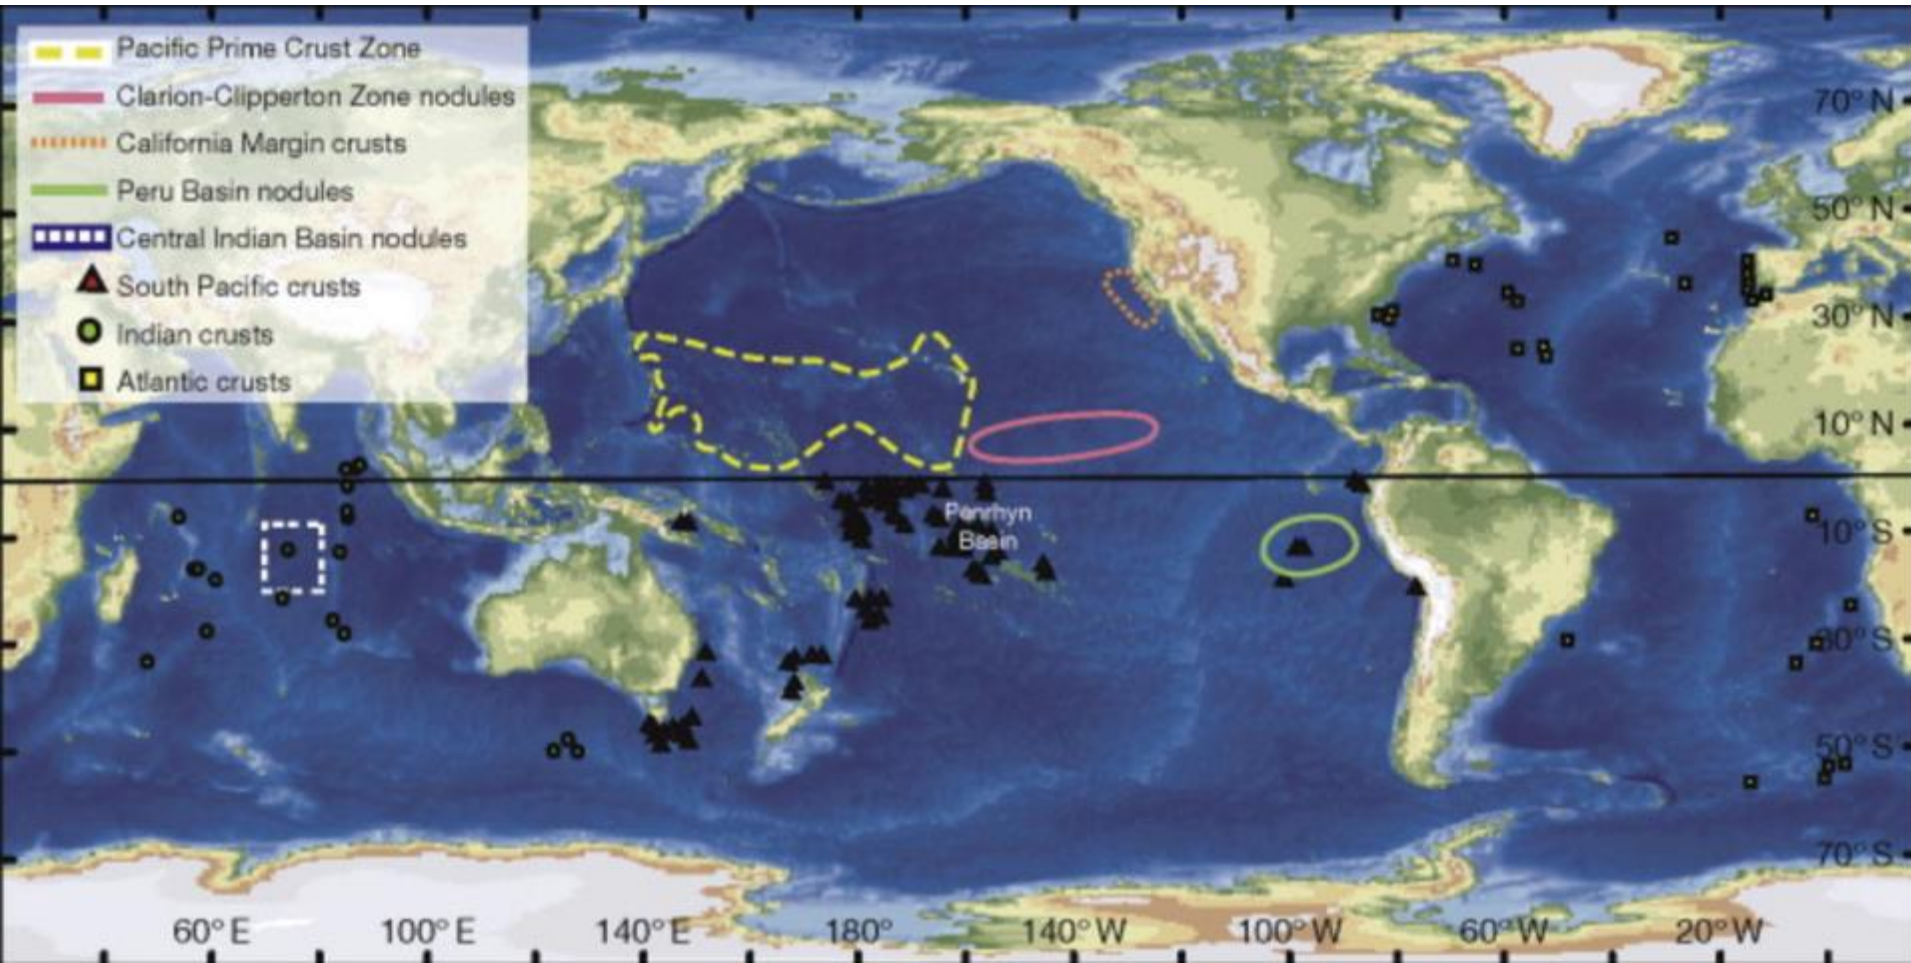 Pacific Prime Crust Zone
Clarion-Clipperton Zone nodules
California Margin crusts
Peru Basin nodules
Central Indian Basin nodules
South Pacific crusts
Indian crusts
Atlantic crusts
70° N
50° N
30° N
10° N
Penrhyn
Basin
10° S
30° S
50° S
70° S
60° E
100° E
140° E
180°
140° W
100° W
60° W
20° W